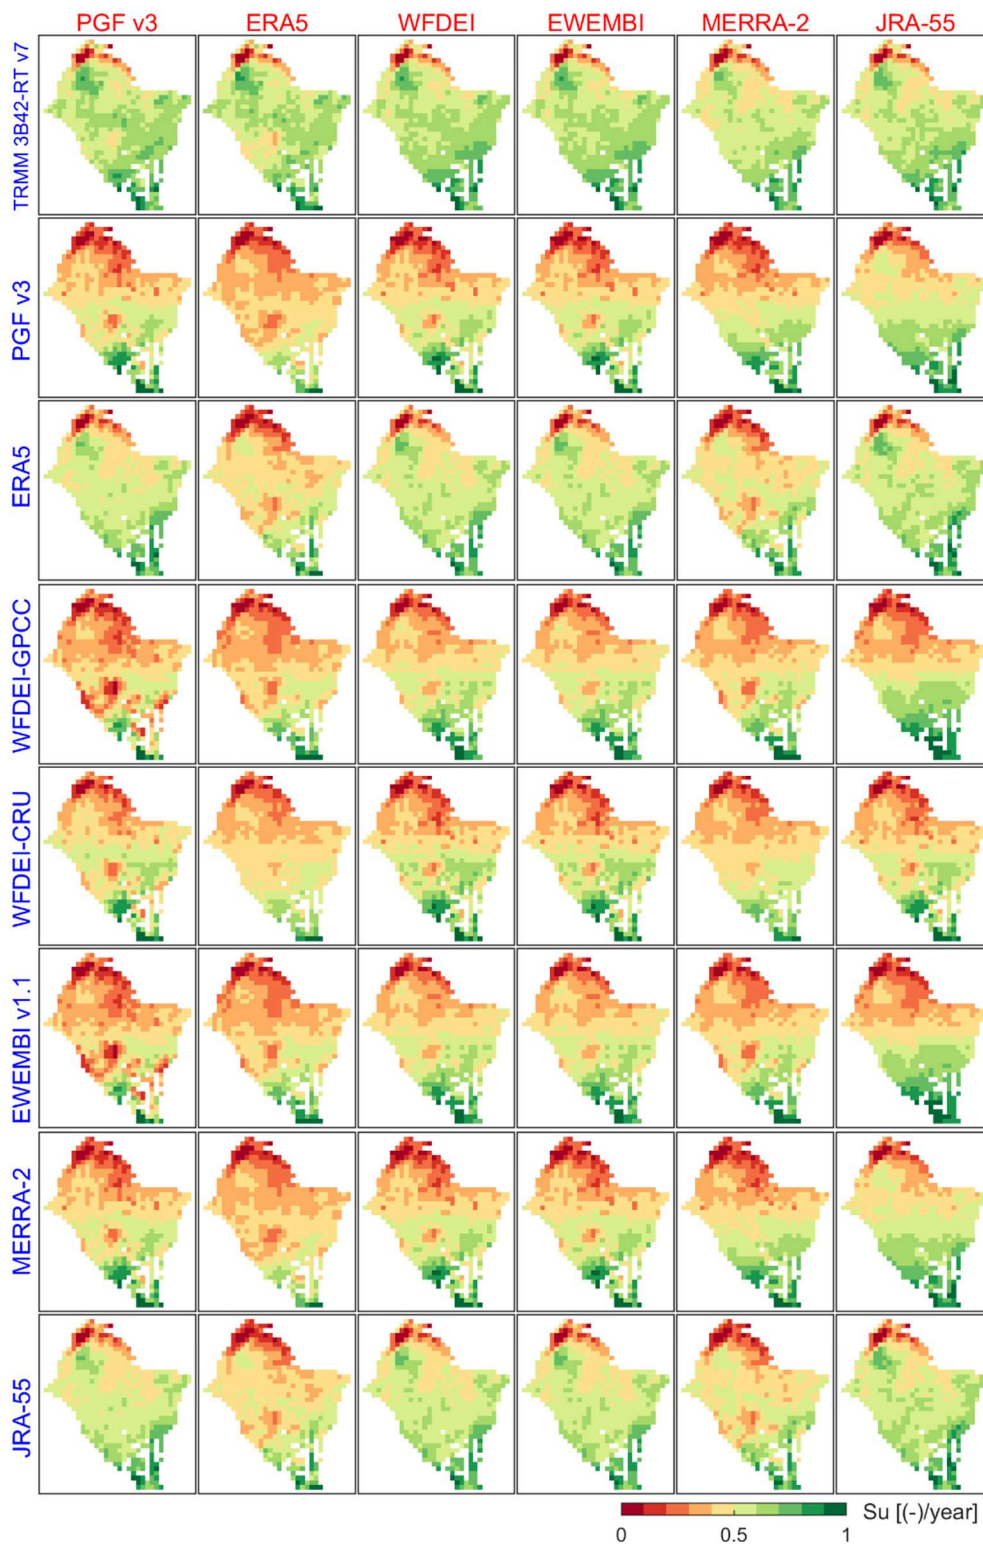 PGF v3 ERA5 WFDEI EWEMBI MERRA-2 JRA-55
TRMM 3B42-RT v7
PGF v3
ERA5
WFDEI-GPCC
WFDEI-CRU
EWEMBI v1.1
MERRA-2
JRA-55
Su [(-)/year]
0 0.5 1